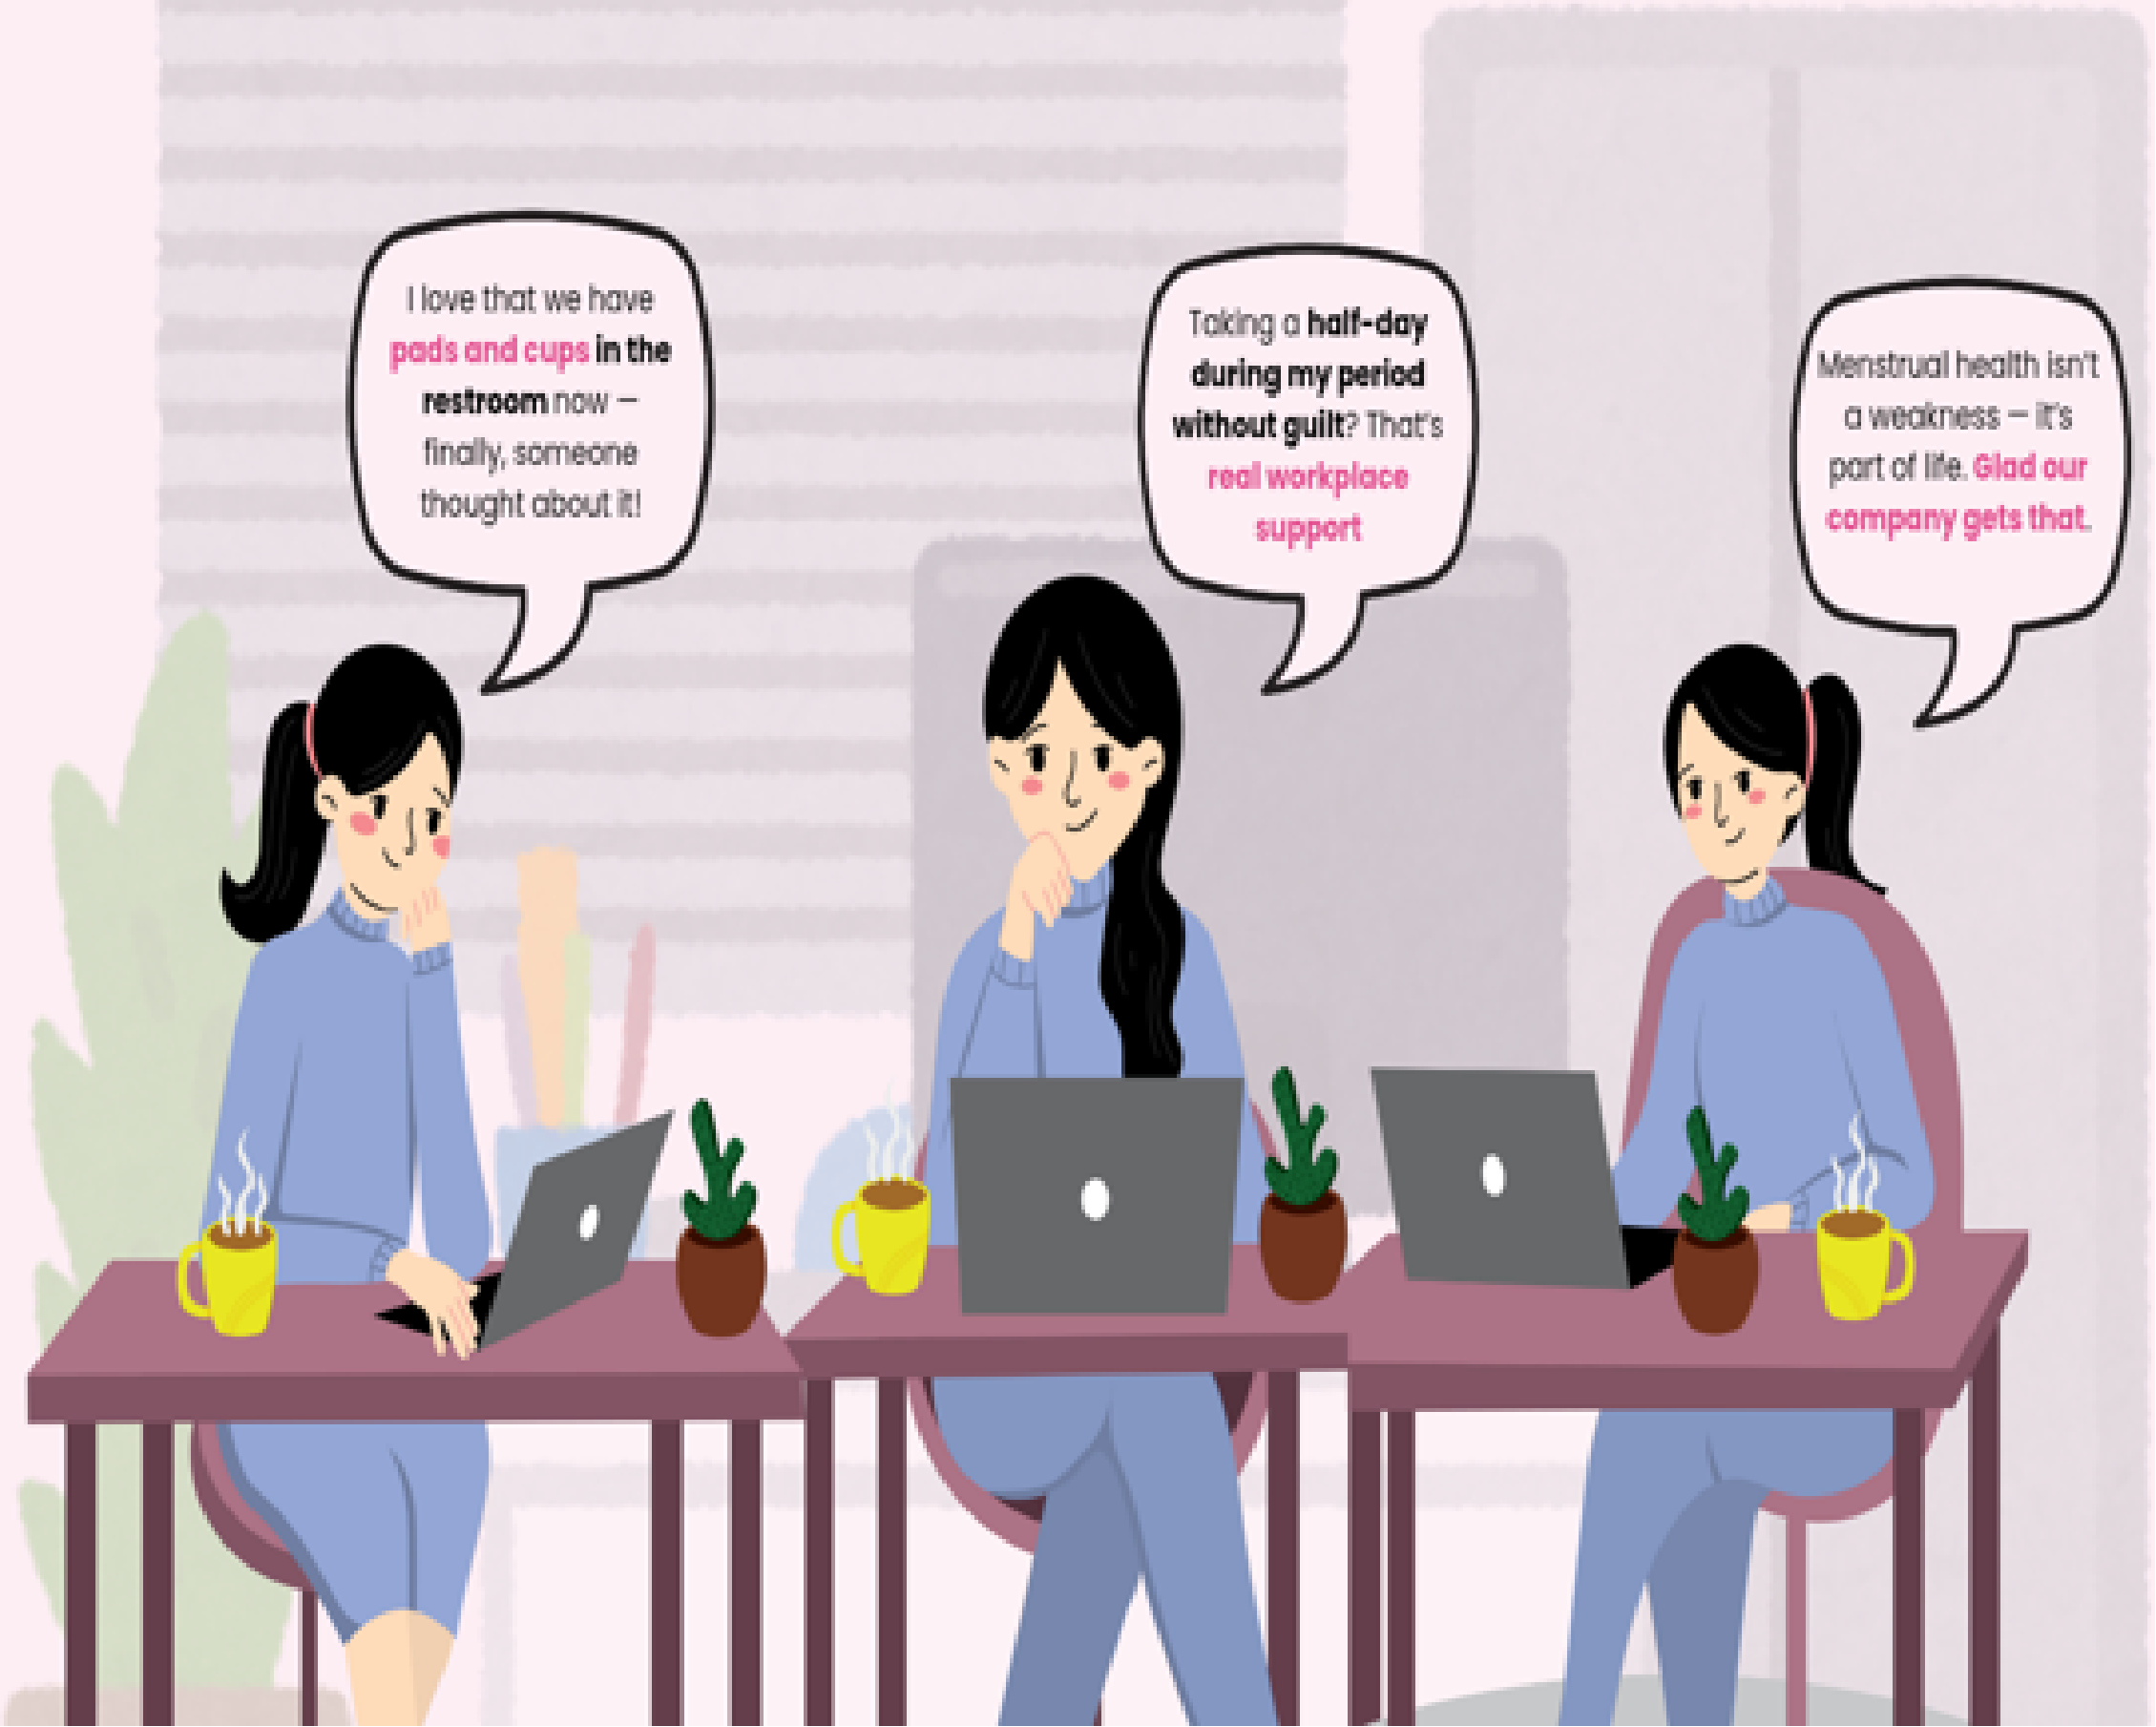 I love that we have
pads and cups in the
restroom now —
finally, someone
thought about it!
Taking a half-day
during my period
without guilt? That's
real workplace
support
Menstrual health isn't
a weakness — it's
part of life. Glad our
company gets that.